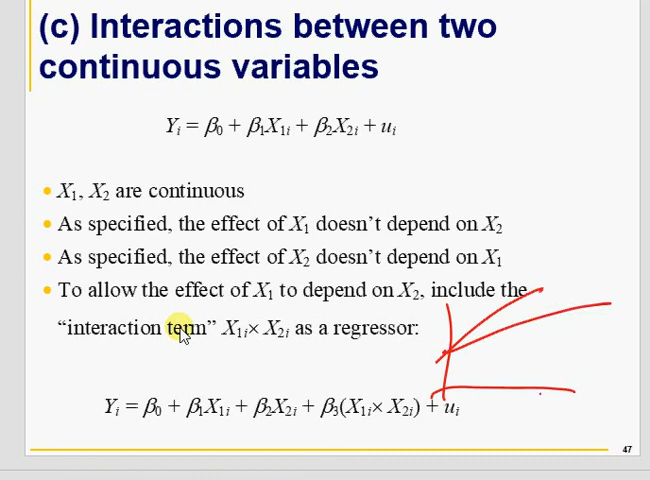 (c) Interactions between two
continuous variables
Yᵢ = β₀ + β₁X₁ᵢ + β₂X₂ᵢ + uᵢ
• X₁, X₂ are continuous
• As specified, the effect of X₁ doesn’t depend on X₂
• As specified, the effect of X₂ doesn’t depend on X₁
• To allow the effect of X₁ to depend on X₂, include the
“interaction term” X₁ᵢ× X₂ᵢ as a regressor:
Yᵢ = β₀ + β₁X₁ᵢ + β₂X₂ᵢ + β₃(X₁ᵢ× X₂ᵢ) + uᵢ
47